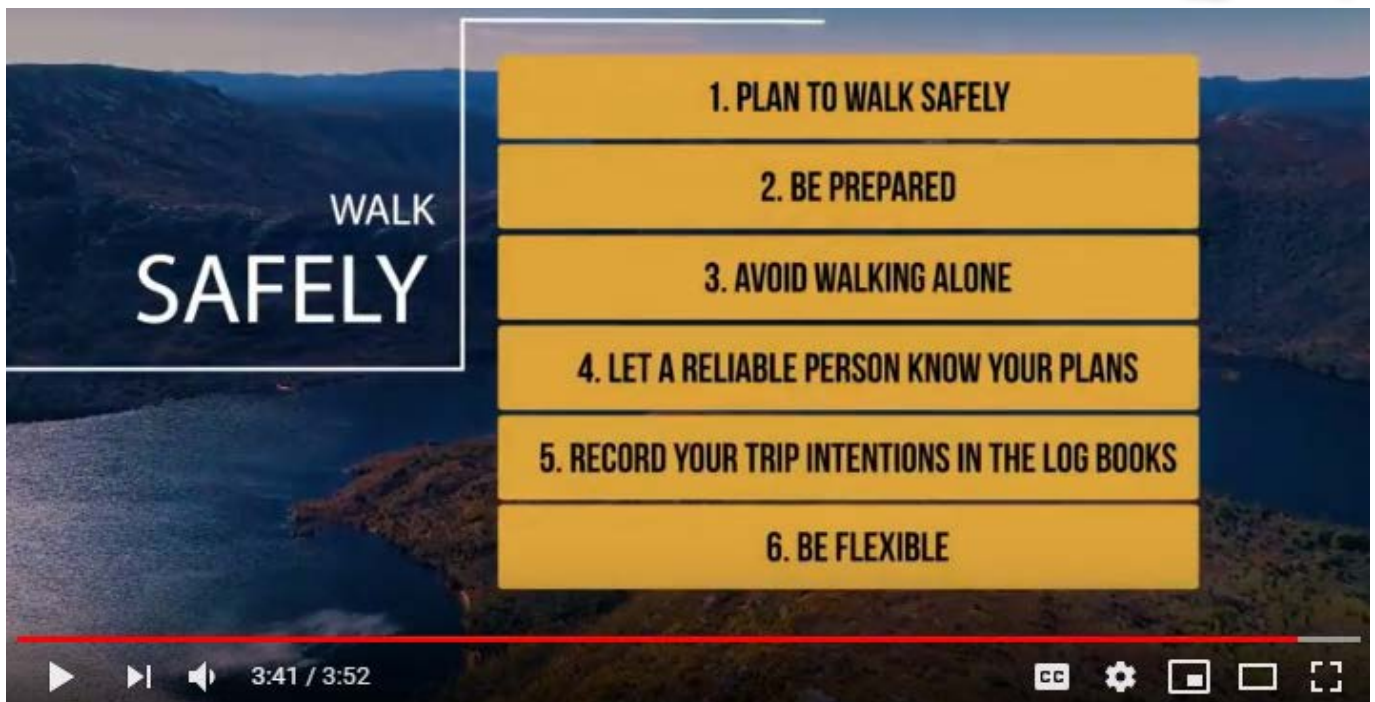 WALK
SAFELY
1. PLAN TO WALK SAFELY
2. BE PREPARED
3. AVOID WALKING ALONE
4. LET A RELIABLE PERSON KNOW YOUR PLANS
5. RECORD YOUR TRIP INTENTIONS IN THE LOG BOOKS
6. BE FLEXIBLE
3:41 / 3:52
CC